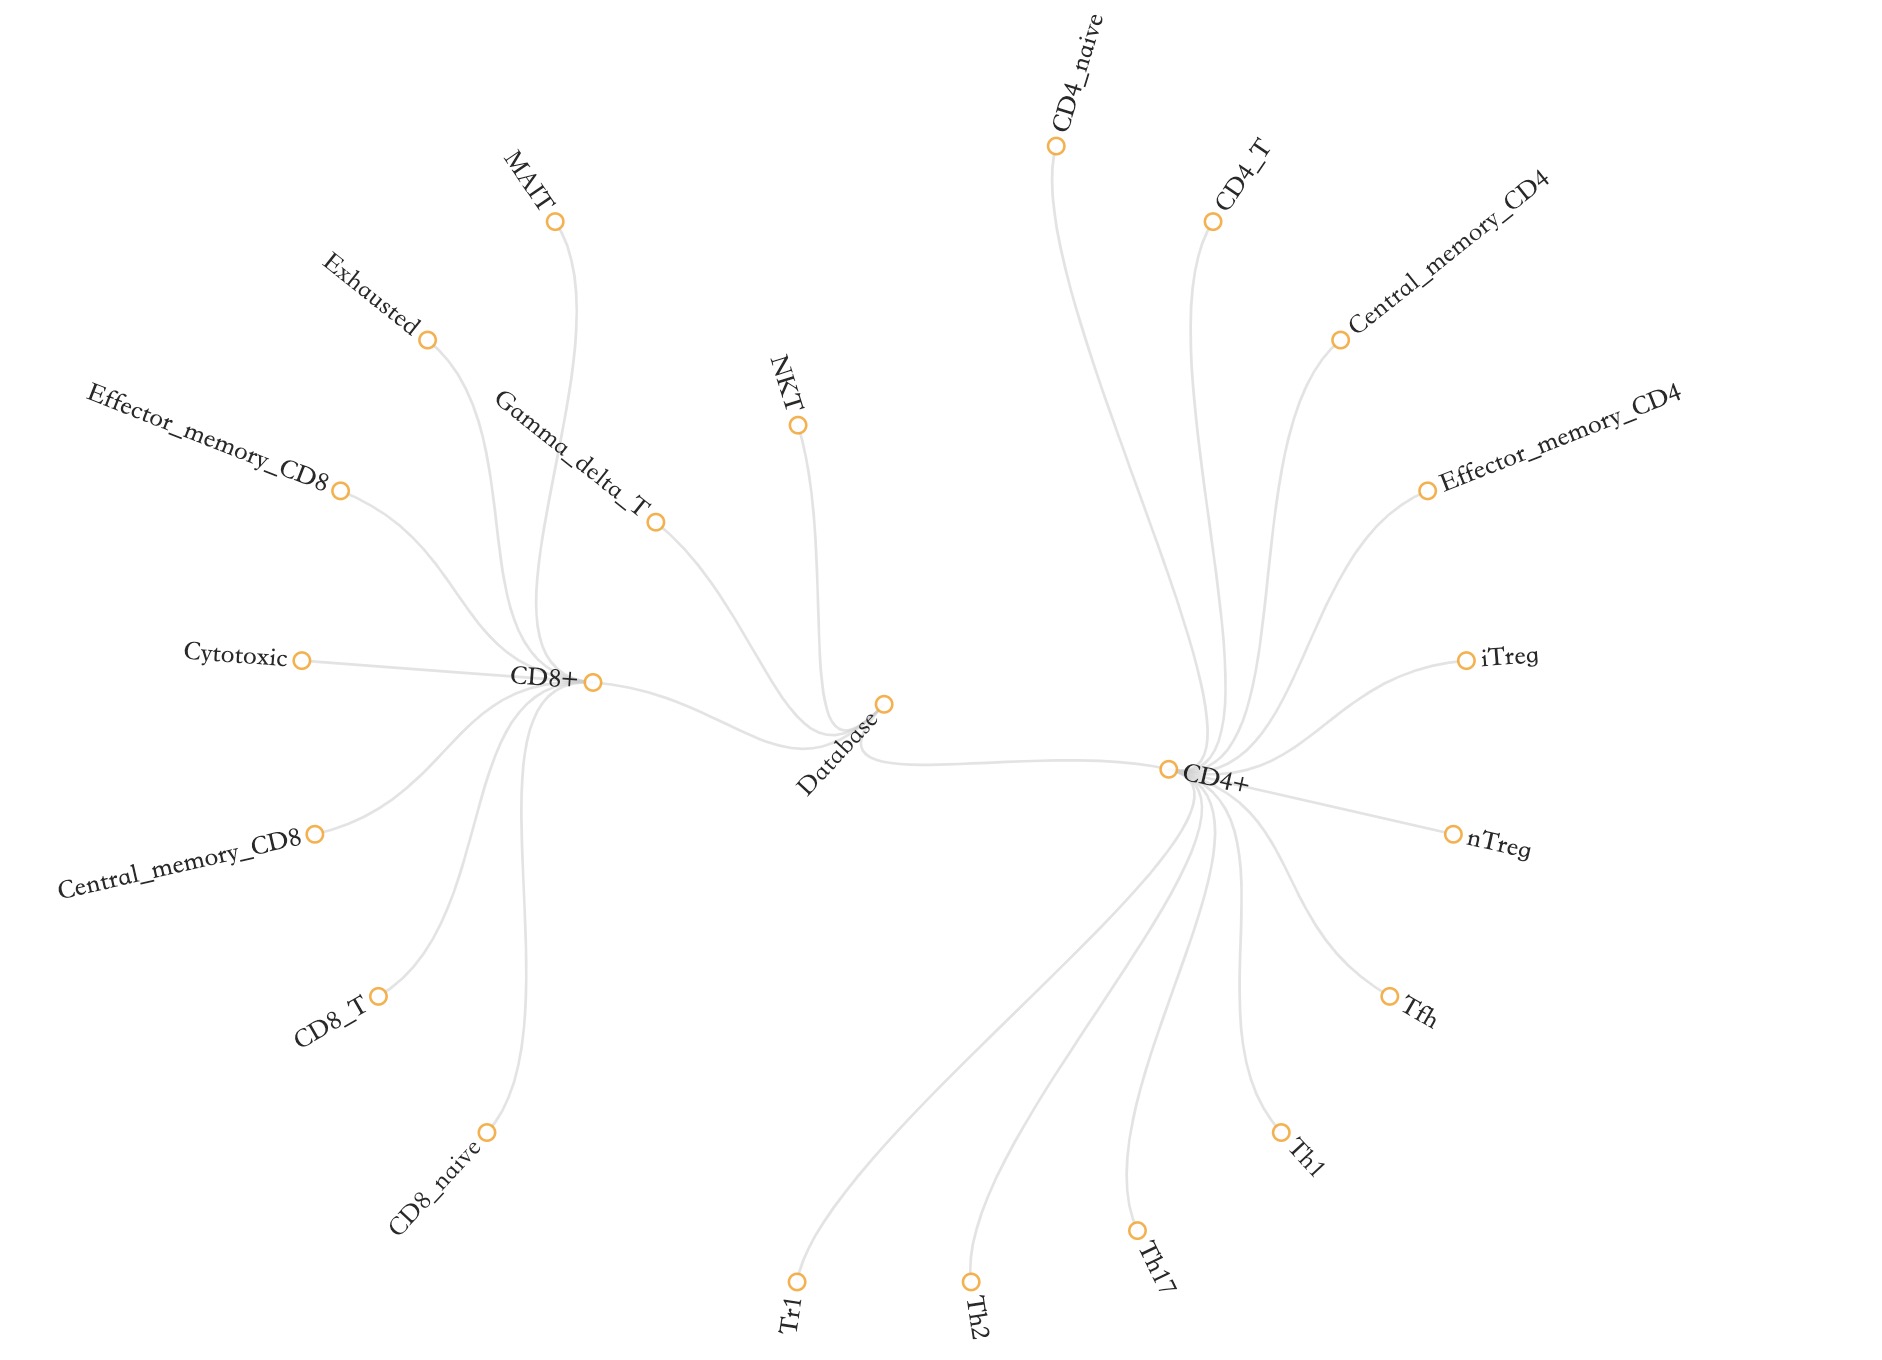 CD4_naive
CD4_T
MAIT
Central_memory_CD4
Exhausted
NKT
Effector_memory_CD4
Effector_memory_CD8
Gamma_delta_T
Cytotoxic
iTreg
CD8+
Database
CD4+
nTreg
Central_memory_CD8
CD8_T
Tfh
CD8_naive
Th1
Th17
Tr1
Th2